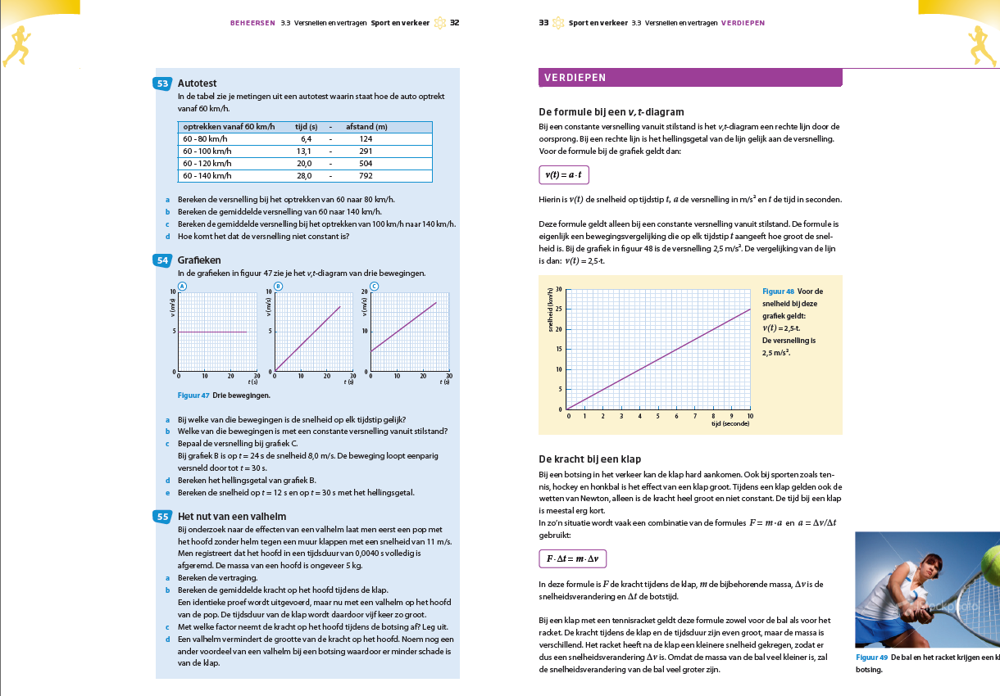 BEHEERSEN 3.3 Versnellen en vertragen Sport en verkeer 32
53 Autotest
In de tabel zie je metingen uit een autotest waarin staat hoe de auto optrekt
vanaf 60 km/h.
optrekken vanaf 60 km/h tijd (s) - afstand (m)
60 - 80 km/h 6,4 - 124
60 - 100 km/h 13,1 - 291
60 - 120 km/h 20,0 - 504
60 - 140 km/h 28,0 - 792
a Bereken de versnelling bij het optrekken van 60 naar 80 km/h.
b Bereken de gemiddelde versnelling van 60 naar 140 km/h.
c Bereken de gemiddelde versnelling bij het optrekken van 100 km/h naar 140 km/h.
d Hoe komt het dat de versnelling niet constant is?
54 Grafieken
In de grafieken in figuur 47 zie je het v,t-diagram van drie bewegingen.
A B C
10 10 20
v (m/s) v (m/s) v (m/s)
5 5 10
0 0 0
0 10 20 30 0 10 20 30 0 10 20 30
t (s) t (s) t (s)
Figuur 47 Drie bewegingen.
a Bij welke van die bewegingen is de snelheid op elk tijdstip gelijk?
b Welke van die bewegingen is met een constante versnelling vanuit stilstand?
c Bepaal de versnelling bij grafiek C.
Bij grafiek B is op t = 24 s de snelheid 8,0 m/s. De beweging loopt eenparig
versneld door tot t = 30 s.
d Bereken het hellingsgetal van grafiek B.
e Bereken de snelheid op t = 12 s en op t = 30 s met het hellingsgetal.
55 Het nut van een valhelm
Bij onderzoek naar de effecten van een valhelm laat men eerst een pop met
het hoofd zonder helm tegen een muur klappen met een snelheid van 11 m/s.
Men registreert dat het hoofd in een tijdsduur van 0,0040 s volledig is
afgeremd. De massa van een hoofd is ongeveer 5 kg.
a Bereken de vertraging.
b Bereken de gemiddelde kracht op het hoofd tijdens de klap.
Een identieke proef wordt uitgevoerd, maar nu met een valhelm op het hoofd
van de pop. De tijdsduur van de klap wordt daardoor vijf keer zo groot.
c Met welke factor neemt de kracht op het hoofd tijdens de botsing af? Leg uit.
d Een valhelm vermindert de grootte van de kracht op het hoofd. Noem nog een
ander voordeel van een valhelm bij een botsing waardoor er minder schade is
van de klap.
33 Sport en verkeer 3.3 Versnellen en vertragen VERDIEPEN
VERDIEPEN
De formule bij een v,t-diagram
Bij een constante versnelling vanuit stilstand is het v,t-diagram een rechte lijn door de
oorsprong. Bij een rechte lijn is het hellingsgetal van de lijn gelijk aan de versnelling.
Voor de formule bij de grafiek geldt dan:
v(t) = a · t
Hierin is v(t) de snelheid op tijdstip t, a de versnelling in m/s² en t de tijd in seconden.
Deze formule geldt alleen bij een constante versnelling vanuit stilstand. De formule is
eigenlijk een bewegingsvergelijking die op elk tijdstip t aangeeft hoe groot de snel-
heid is. Bij de grafiek in figuur 48 is de versnelling 2,5 m/s². De vergelijking van de lijn
is dan: v(t) = 2,5·t.
snelheid (km/h)
30
25
20
15
10
5
0
0 1 2 3 4 5 6 7 8 9 10
tijd (seconde)
Figuur 48 Voor de
snelheid bij deze
grafiek geldt:
v(t) = 2,5·t.
De versnelling is
2,5 m/s².
De kracht bij een klap
Bij een botsing in het verkeer kan de klap hard aankomen. Ook bij sporten zoals ten-
nis, hockey en honkbal is het effect van een klap groot. Tijdens een klap gelden ook de
wetten van Newton, alleen is de kracht heel groot en niet constant. De tijd bij een klap
is meestal erg kort.
In zo'n situatie wordt vaak een combinatie van de formules F = m · a en a = Δv/Δt
gebruikt:
F · Δt = m · Δv
In deze formule is F de kracht tijdens de klap, m de bijbehorende massa, Δv is de
snelheidsverandering en Δt de botstijd.
Bij een klap met een tennisracket geldt deze formule zowel voor de bal als voor het
racket. De kracht tijdens de klap en de tijdsduur zijn even groot, maar de massa is
verschillend. Het racket heeft na de klap een kleinere snelheid gekregen, zodat er
dus een snelheidsverandering Δv is. Omdat de massa van de bal veel kleiner is, zal
de snelheidsverandering van de bal veel groter zijn.
Figuur 49 De bal en het racket krijgen een
botsing.